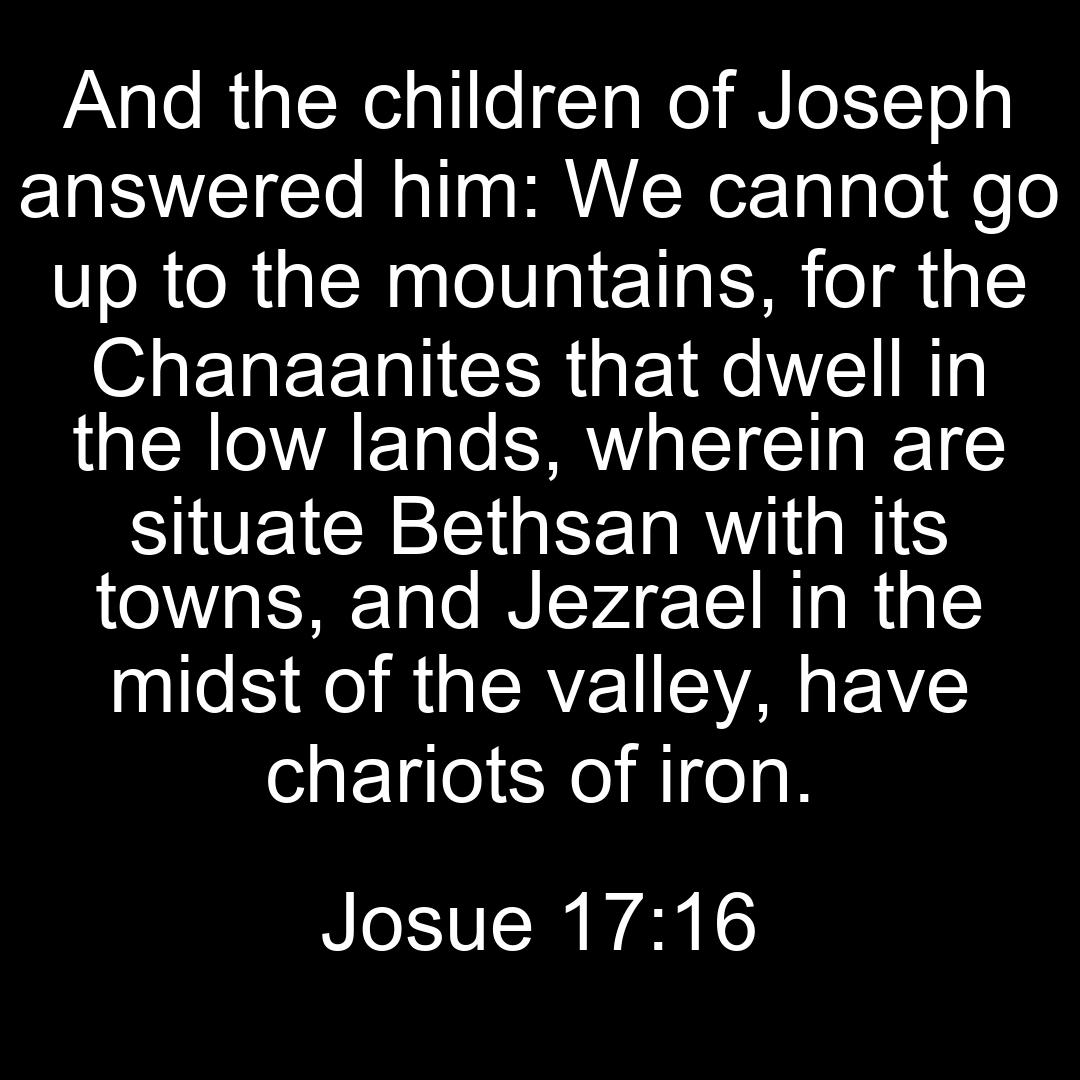 And the children of Joseph
answered him: We cannot go
up to the mountains, for the
Chanaanites that dwell in
the low lands, wherein are
situate Bethsan with its
towns, and Jezrael in the
midst of the valley, have
chariots of iron.
Josue 17:16